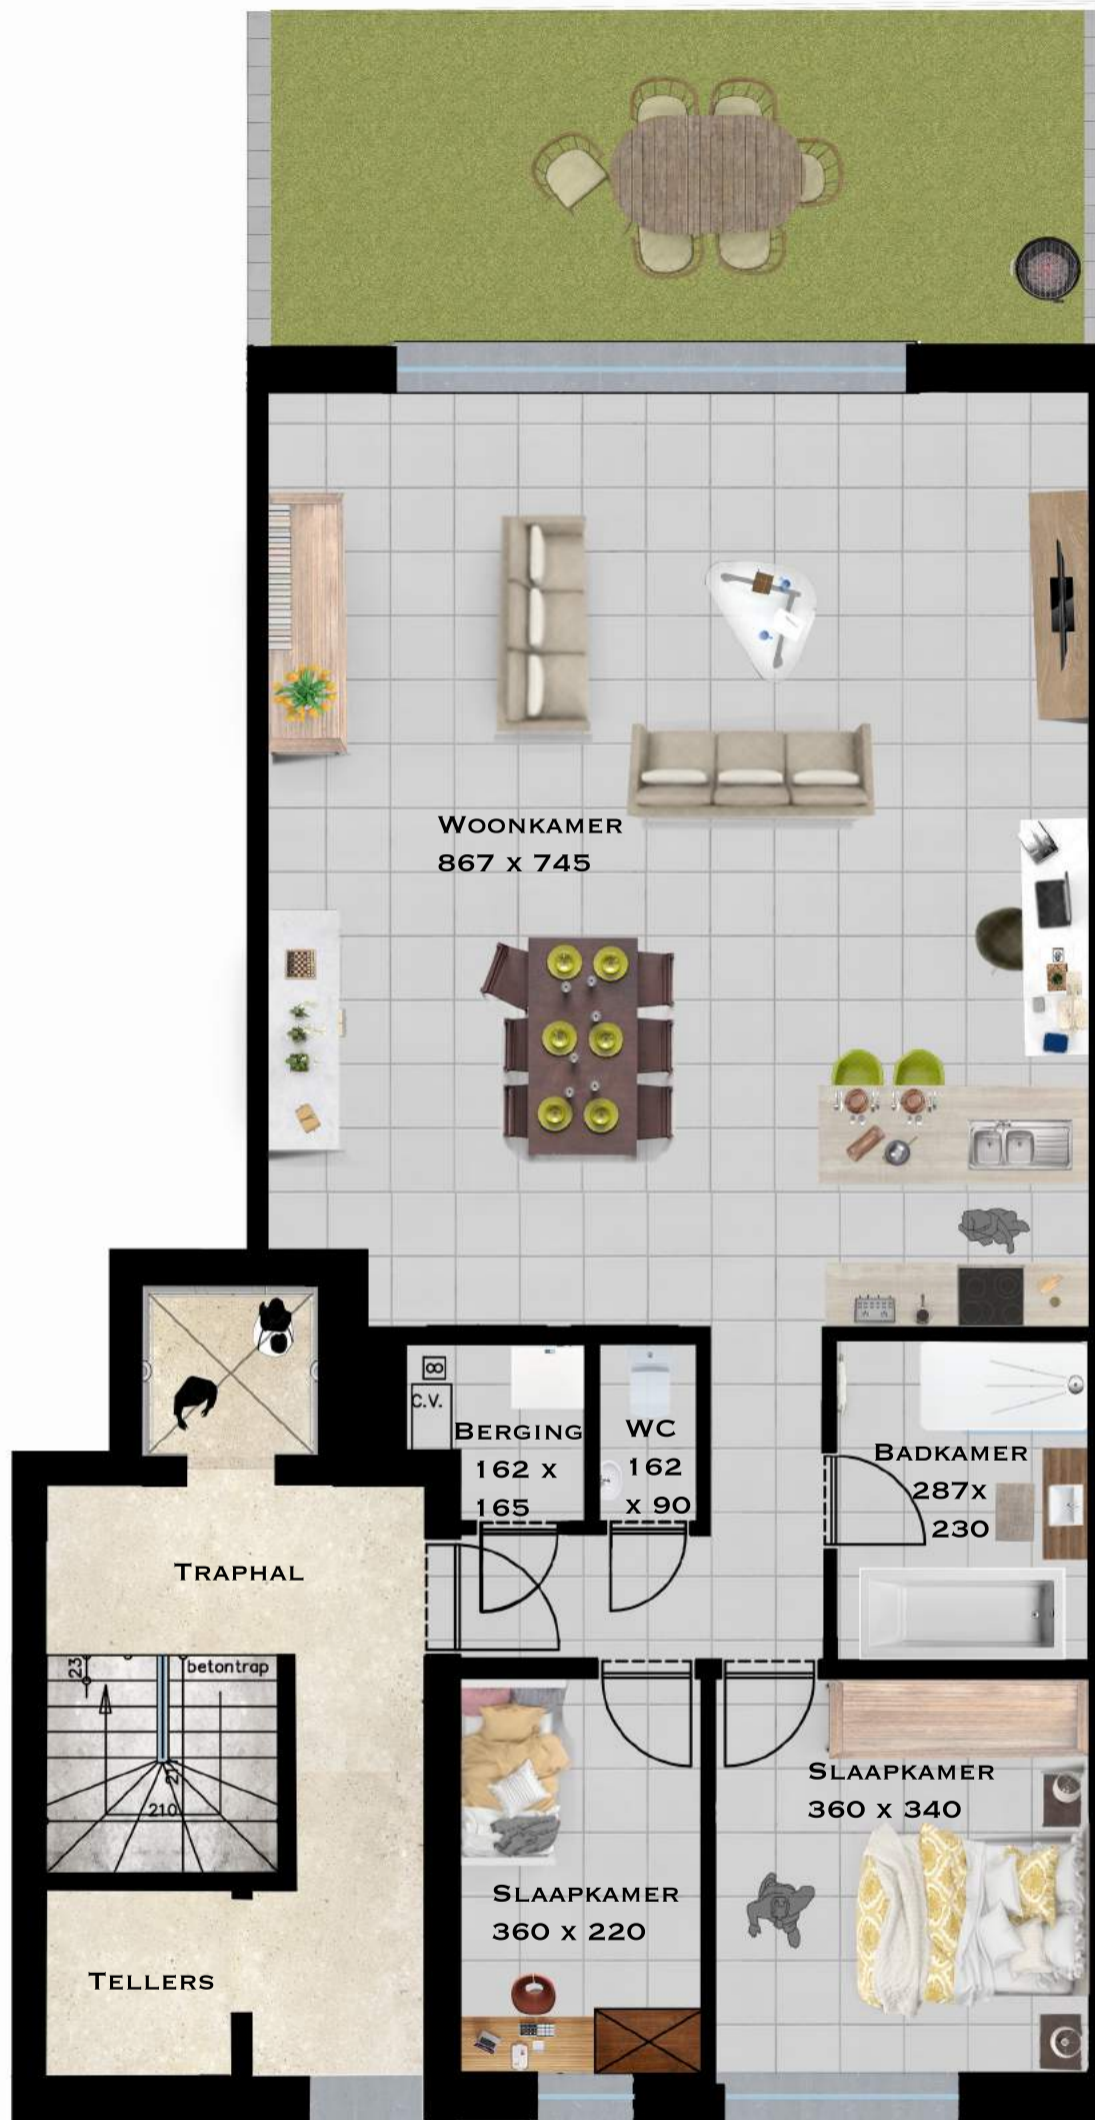 Woonkamer
867 x 745
C.V.
Berging
162 x
165
WC
162
x 90
Badkamer
287x
230
Traphal
23
betontrap
21
210
Slaapkamer
360 x 340
Slaapkamer
360 x 220
Tellers